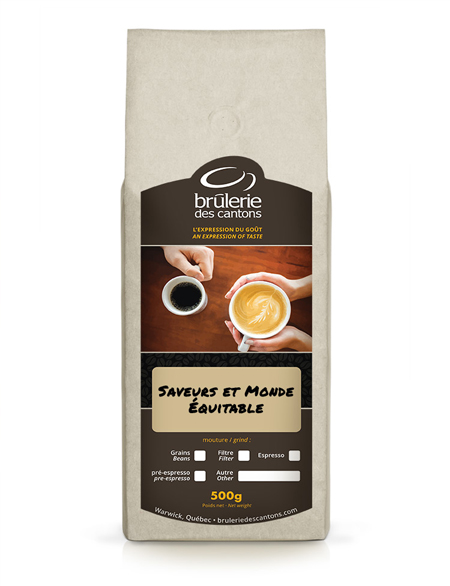 brûlerie
des cantons
L'EXPRESSION DU GOÛT
AN EXPRESSION OF TASTE
SAVEURS ET MONDE
ÉQUITABLE
mouture / grind :
Grains Filtre Espresso
Beans Filter
pré-espresso Autre
pre-espresso Other
500g
Poids net • Net weight
Warwick, Québec • bruleriedescantons.com